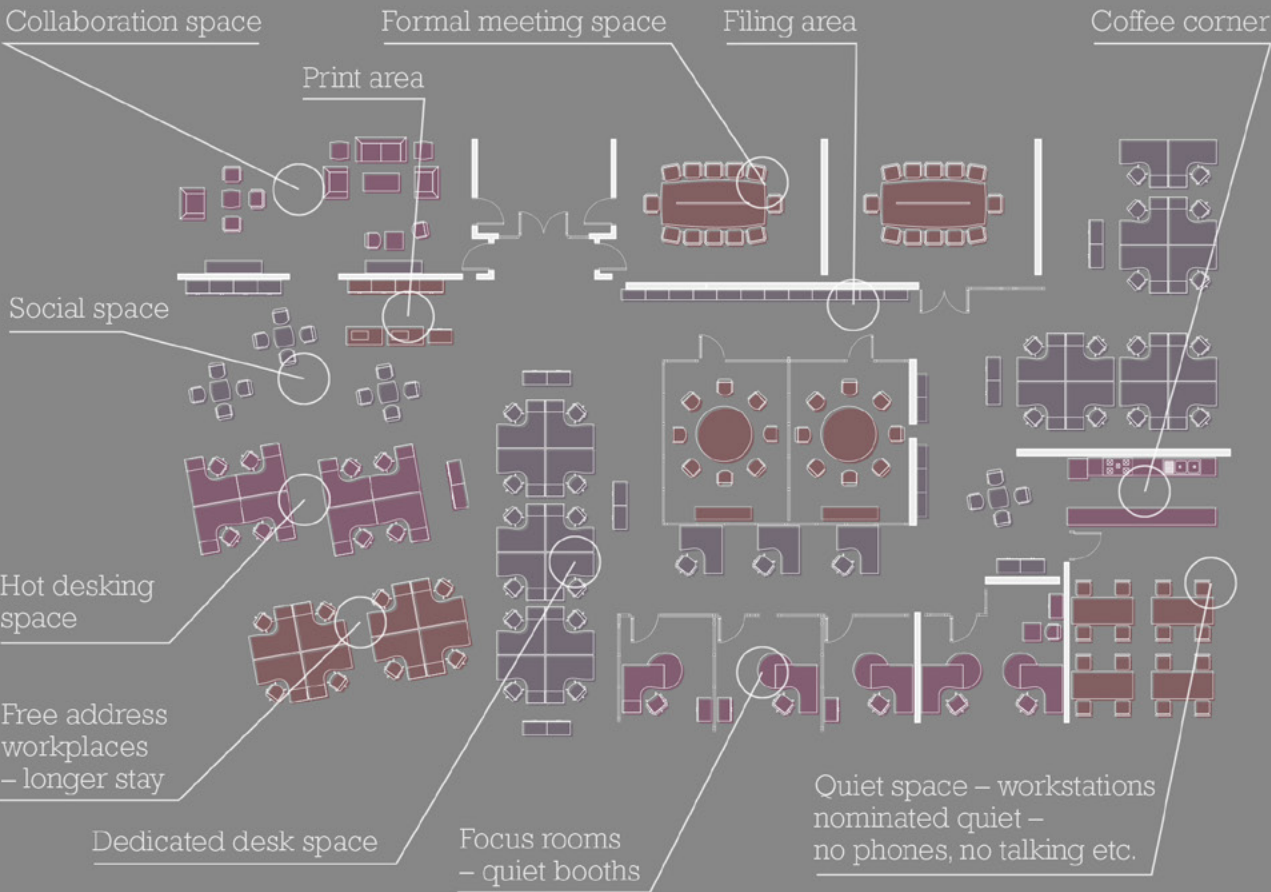 Collaboration space
Formal meeting space
Filing area
Coffee corner
Print area
Social space
Hot desking
space
Free address
workplaces
– longer stay
Dedicated desk space
Focus rooms
– quiet booths
Quiet space – workstations
nominated quiet –
no phones, no talking etc.